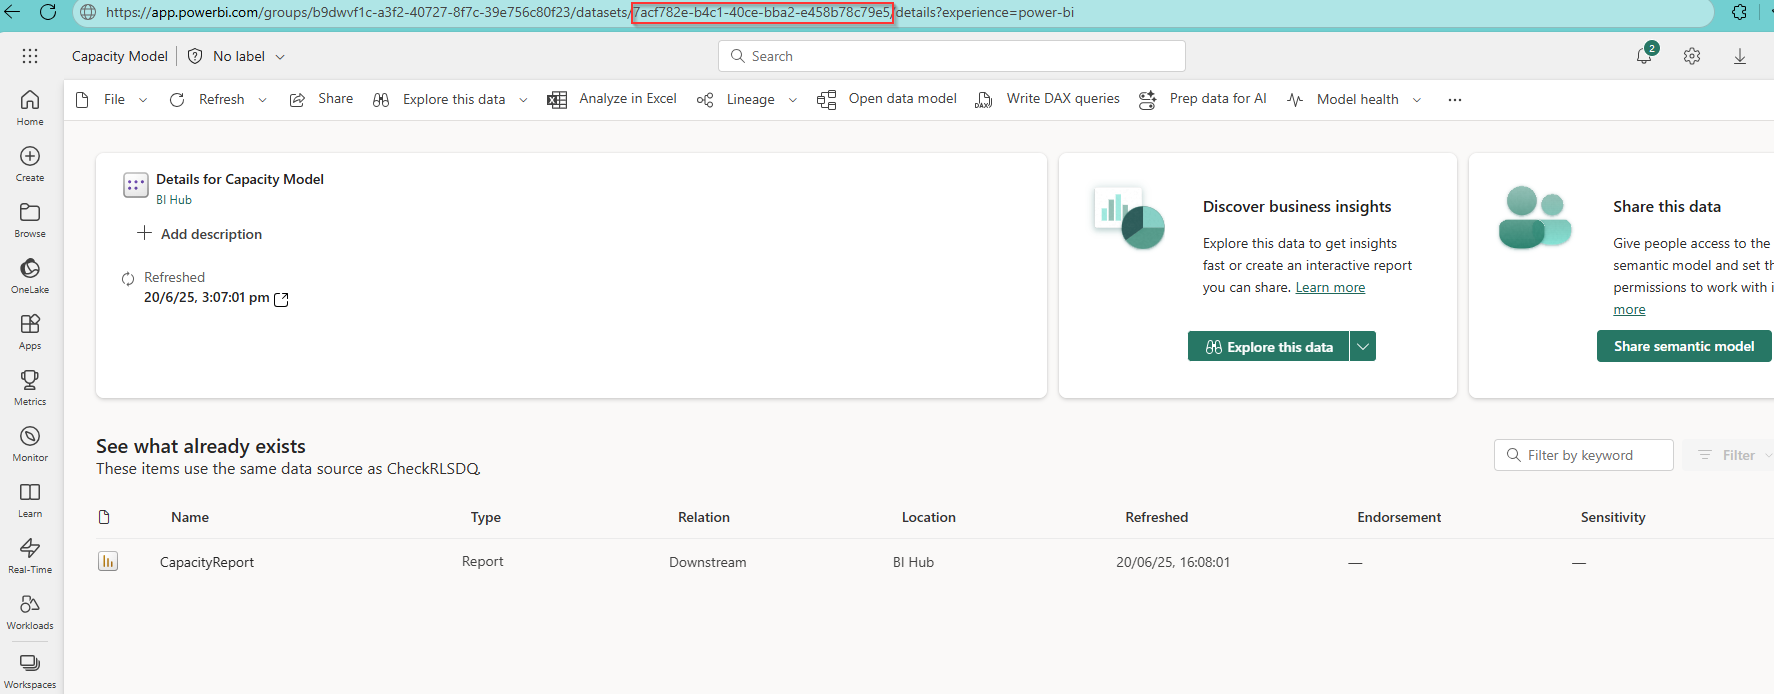 https://app.powerbi.com/groups/b9dwvf1c-a3f2-40727-8f7c-39e756c80f23/datasets/7acf782e-b4c1-40ce-bba2-e458b78c79e5/details?experience=power-bi
Capacity Model No label Search 2
File Refresh Share Explore this data Analyze in Excel Lineage Open data model DAX Write DAX queries Prep data for AI Model health ...
Home
Create
Browse
OneLake
Apps
Metrics
Monitor
Learn
Real-Time
Workloads
Workspaces
Details for Capacity Model
BI Hub
Add description
Refreshed
20/6/25, 3:07:01 pm
Discover business insights
Explore this data to get insights
fast or create an interactive report
you can share. Learn more
Explore this data
Share this data
Give people access to the
semantic model and set th
permissions to work with i
more
Share semantic model
See what already exists
These items use the same data source as CheckRLSDQ.
Filter by keyword Filter
Name Type Relation Location Refreshed Endorsement Sensitivity
CapacityReport Report Downstream BI Hub 20/06/25, 16:08:01 — —